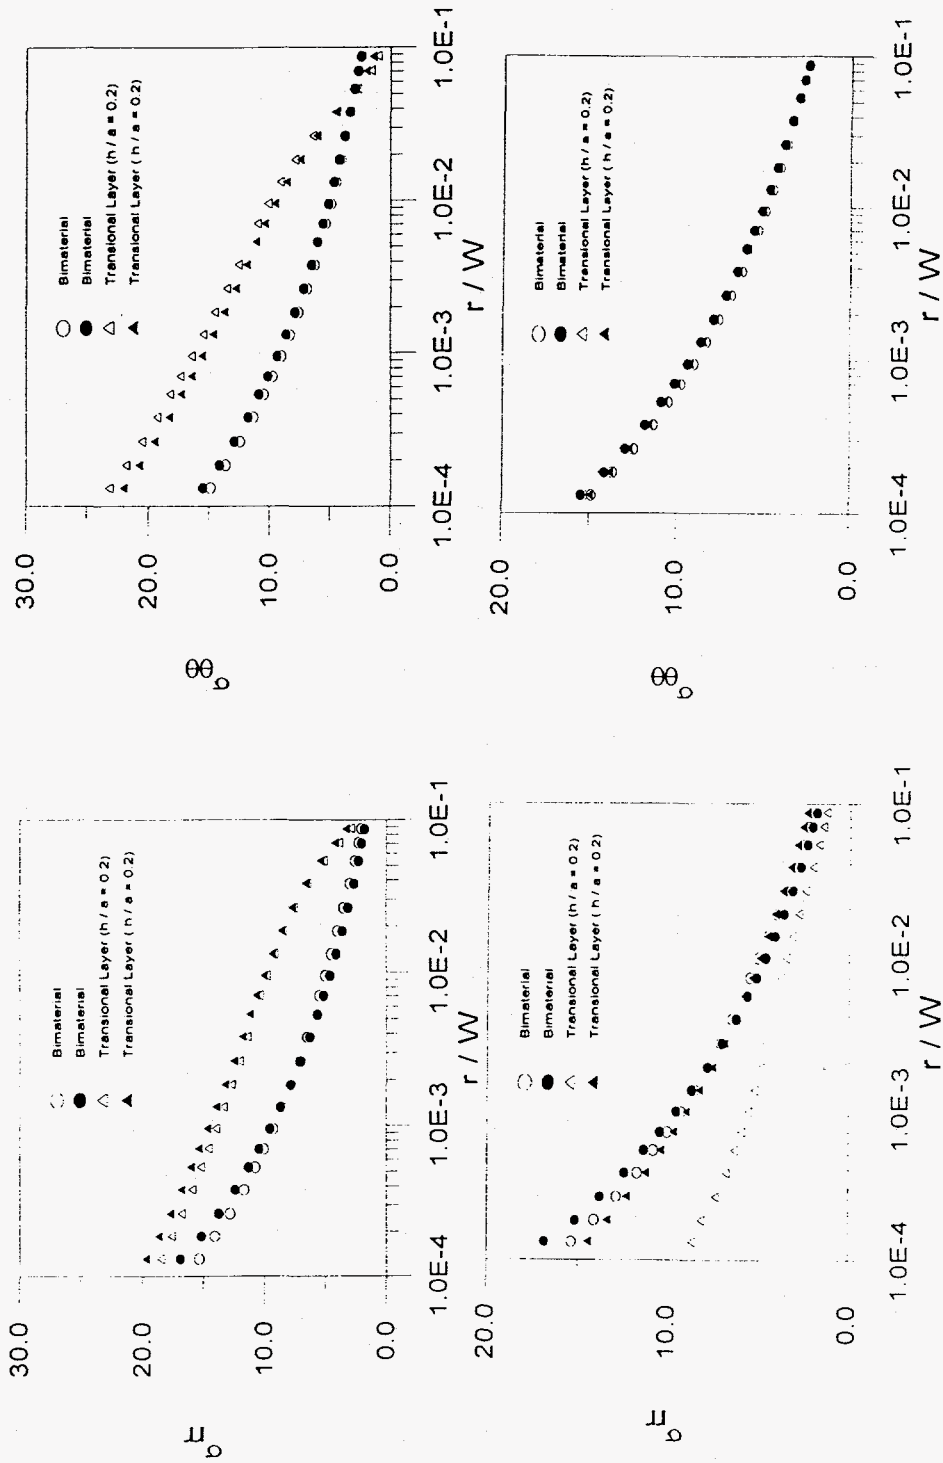 σrr
30.0
20.0
10.0
0.0
Bimaterial
Bimaterial
Transional Layer (h / a = 0.2)
Transional Layer ( h / a = 0.2)
1.0E-4 1.0E-3 1.0E-2 1.0E-1
r / W
σθθ
30.0
20.0
10.0
0.0
Bimaterial
Bimaterial
Transional Layer (h / a = 0.2)
Transional Layer ( h / a = 0.2)
1.0E-4 1.0E-3 1.0E-2 1.0E-1
r / W
σrr
20.0
10.0
0.0
Bimaterial
Bimaterial
Transional Layer (h / a = 0.2)
Transional Layer ( h / a = 0.2)
1.0E-4 1.0E-3 1.0E-2 1.0E-1
r / W
σθθ
20.0
10.0
0.0
Bimaterial
Bimaterial
Transional Layer (h / a = 0.2)
Transional Layer ( h / a = 0.2)
1.0E-4 1.0E-3 1.0E-2 1.0E-1
r / W